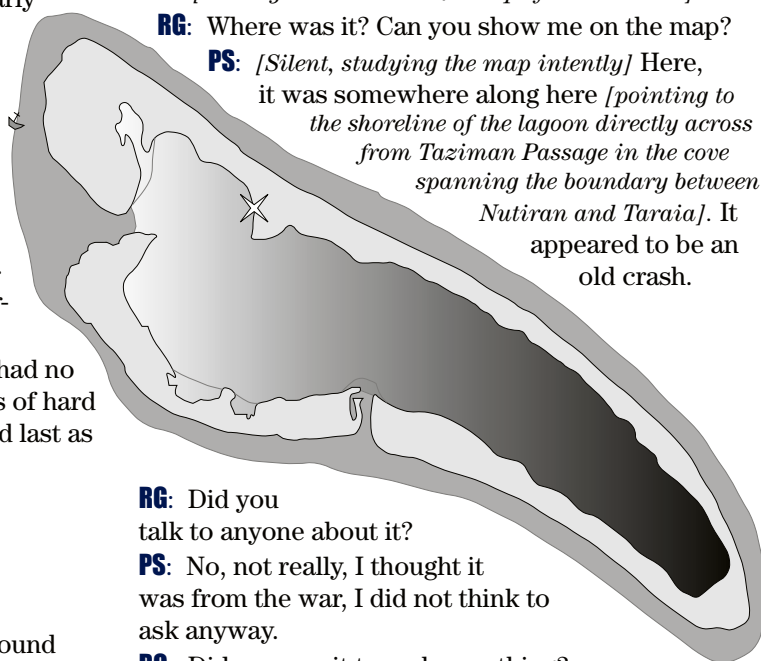 had no
s of hard
d last as
ound
RG: Where was it? Can you show me on the map?
PS: [Silent, studying the map intently] Here,
it was somewhere along here [pointing to
the shoreline of the lagoon directly across
from Taziman Passage in the cove
spanning the boundary between
Nutiran and Taraia]. It
appeared to be an
old crash.
RG: Did you
talk to anyone about it?
PS: No, not really, I thought it
was from the war, I did not think to
ask anyway.
RG: Did